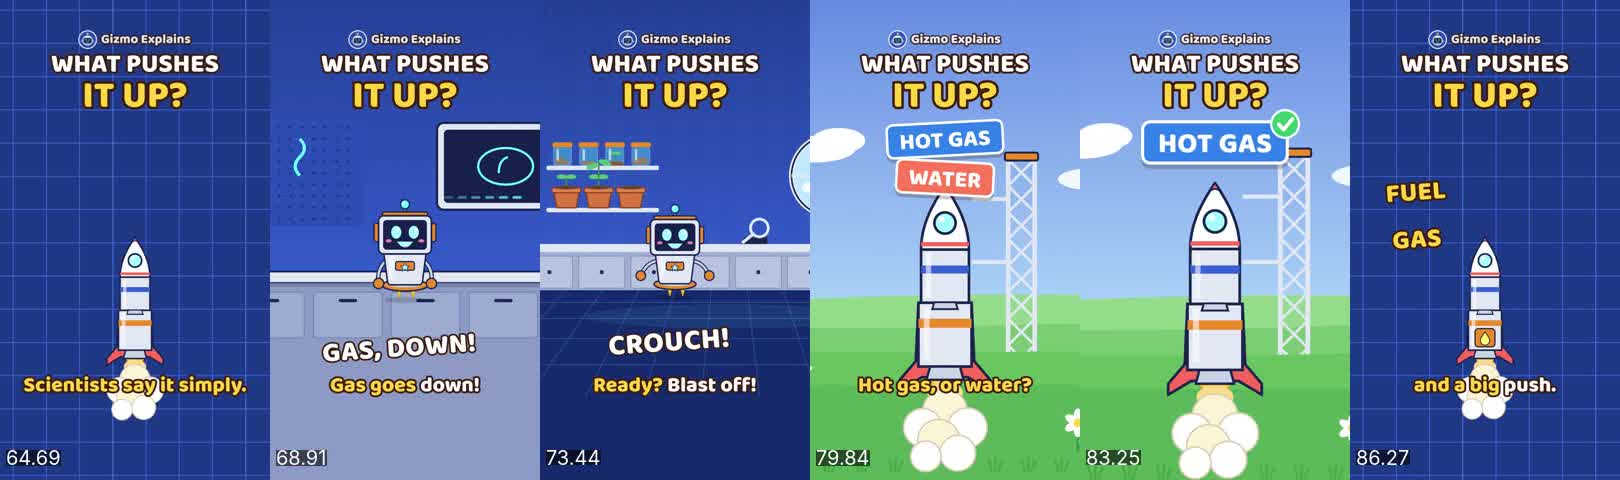 Gizmo Explains
WHAT PUSHES
IT UP?
Scientists say it simply.
64.69
Gizmo Explains
WHAT PUSHES
IT UP?
GAS, DOWN!
Gas goes down!
68.91
Gizmo Explains
WHAT PUSHES
IT UP?
CROUCH!
Ready? Blast off!
73.44
Gizmo Explains
WHAT PUSHES
IT UP?
HOT GAS
WATER
Hot gas, or water?
79.84
Gizmo Explains
WHAT PUSHES
IT UP?
HOT GAS
83.25
Gizmo Explains
WHAT PUSHES
IT UP?
FUEL
GAS
and a big push.
86.27